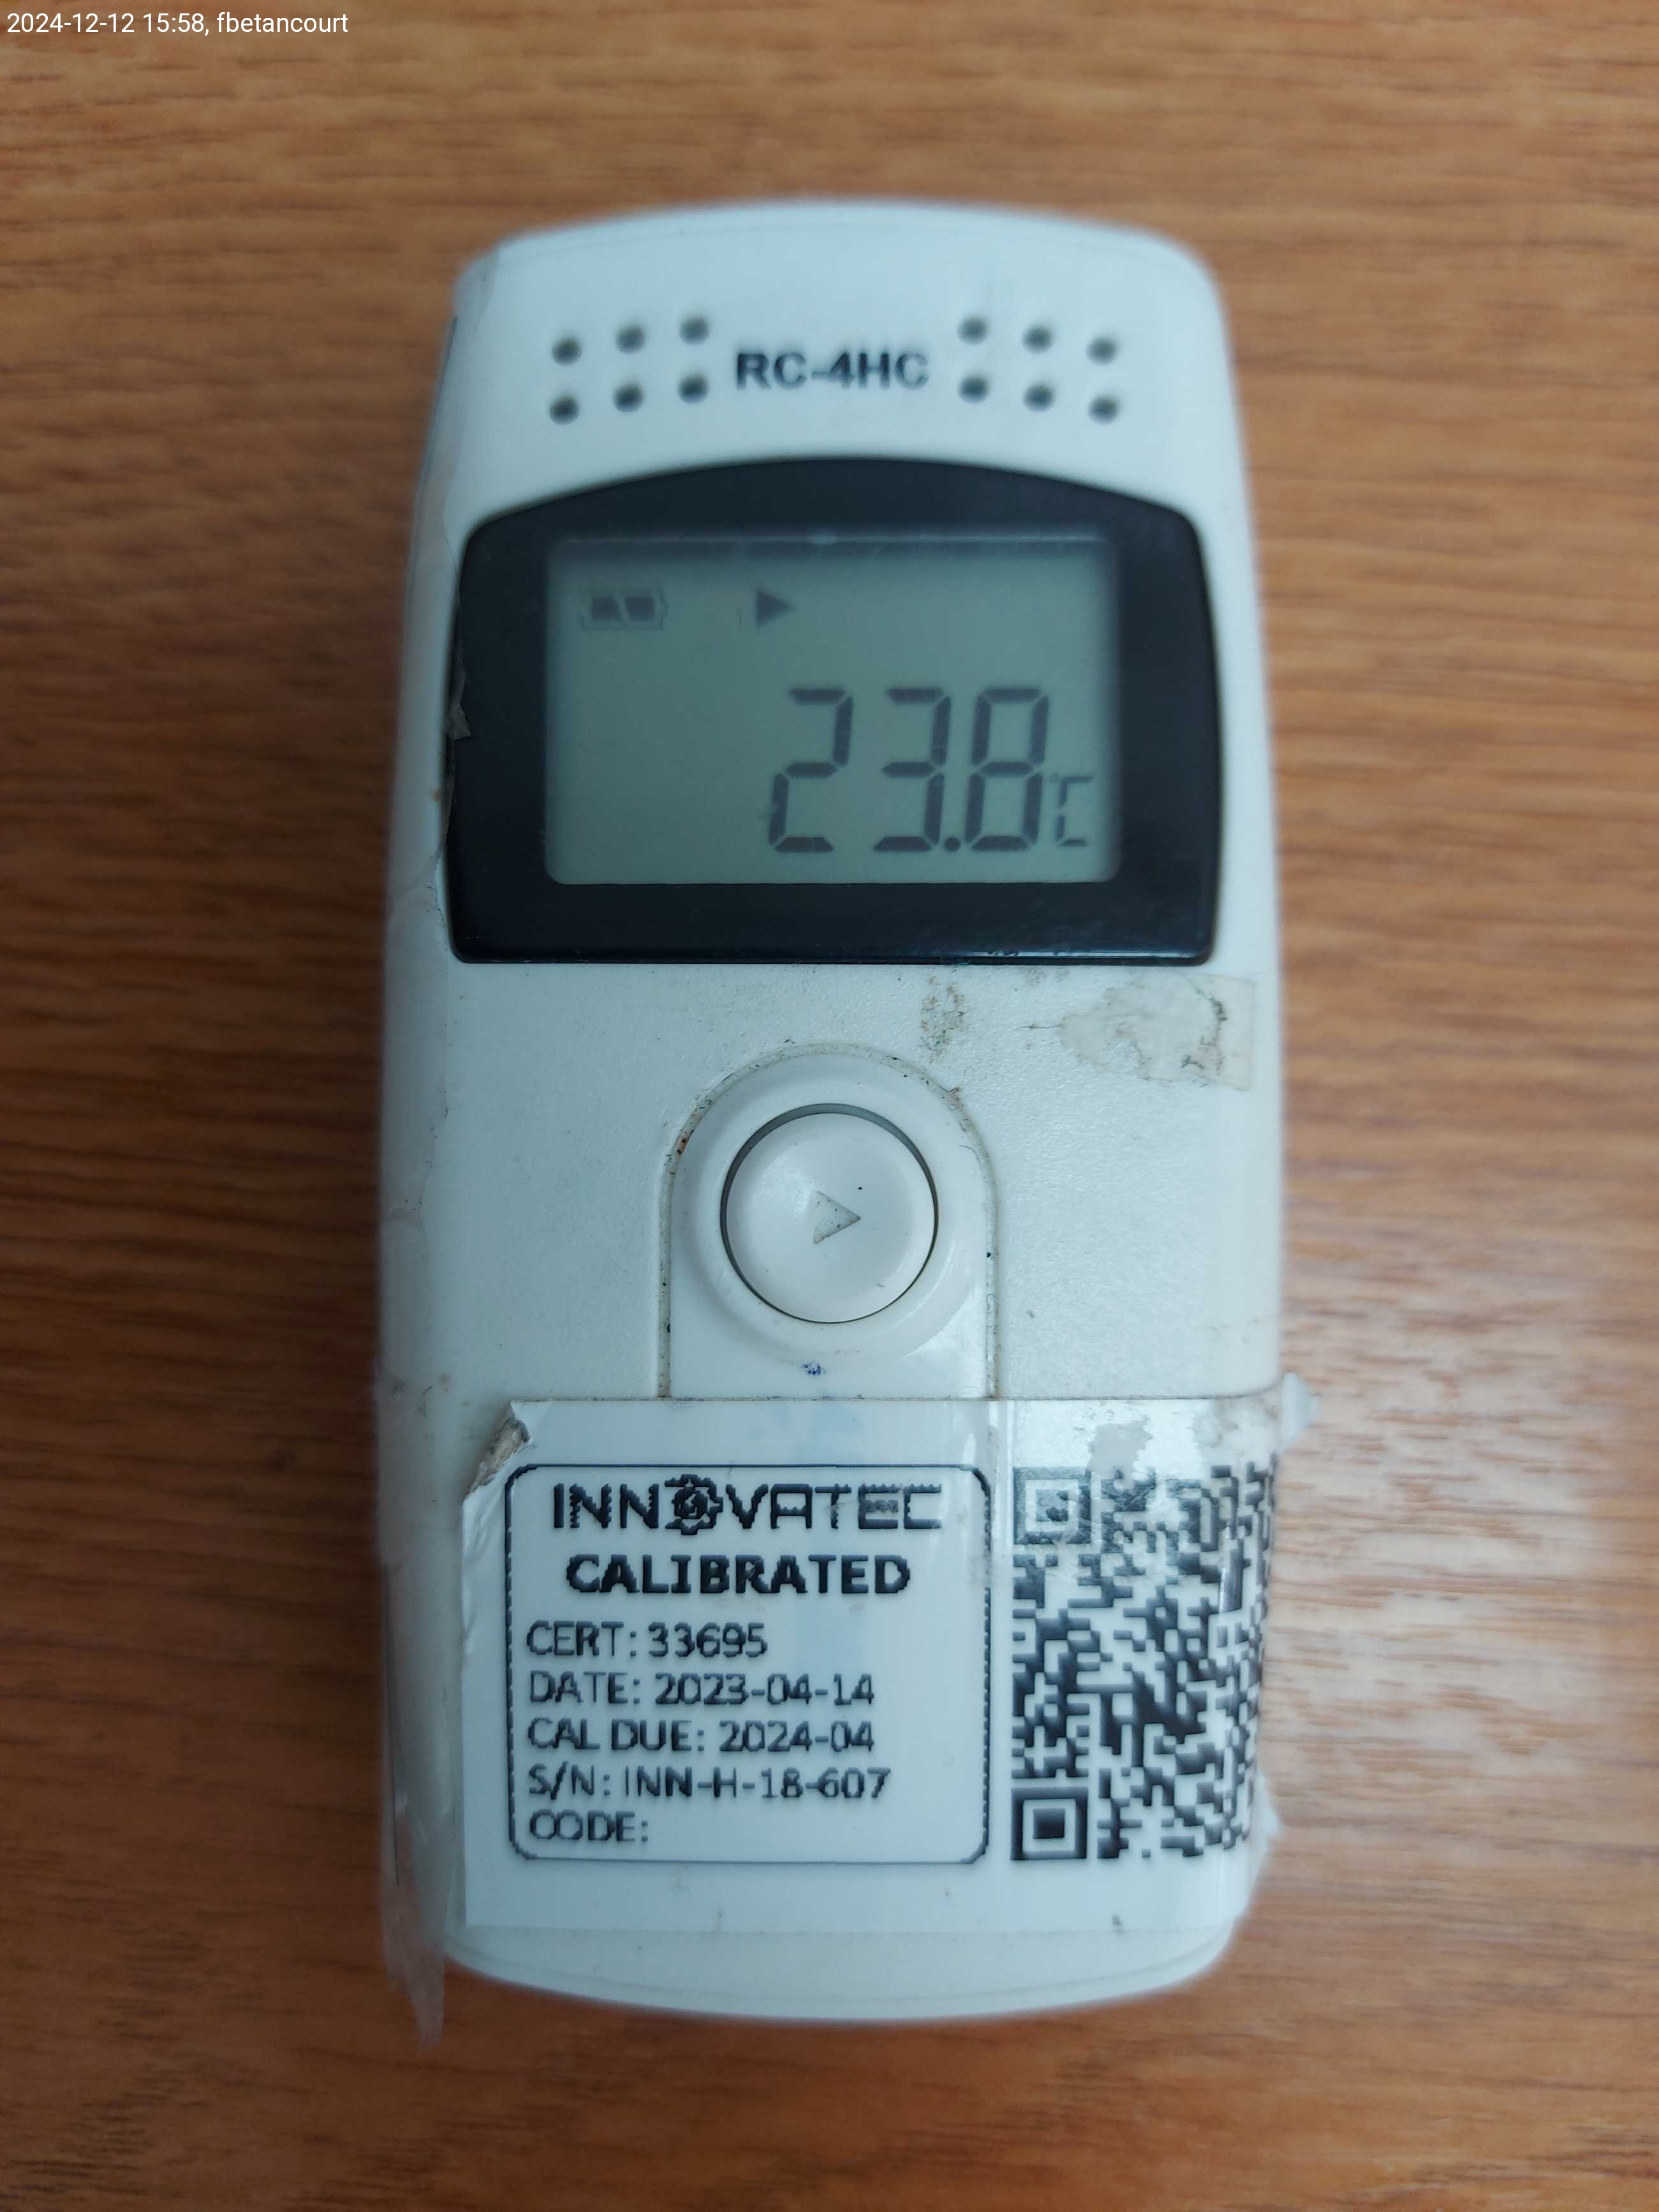 2024-12-12 15:58, fbetancourt
RC-4HC
23.8℃
INNOVATEC
CALIBRATED
CERT: 33695
DATE: 2023-04-14
CAL DUE: 2024-04
S/N: INN-H-18-607
CODE: